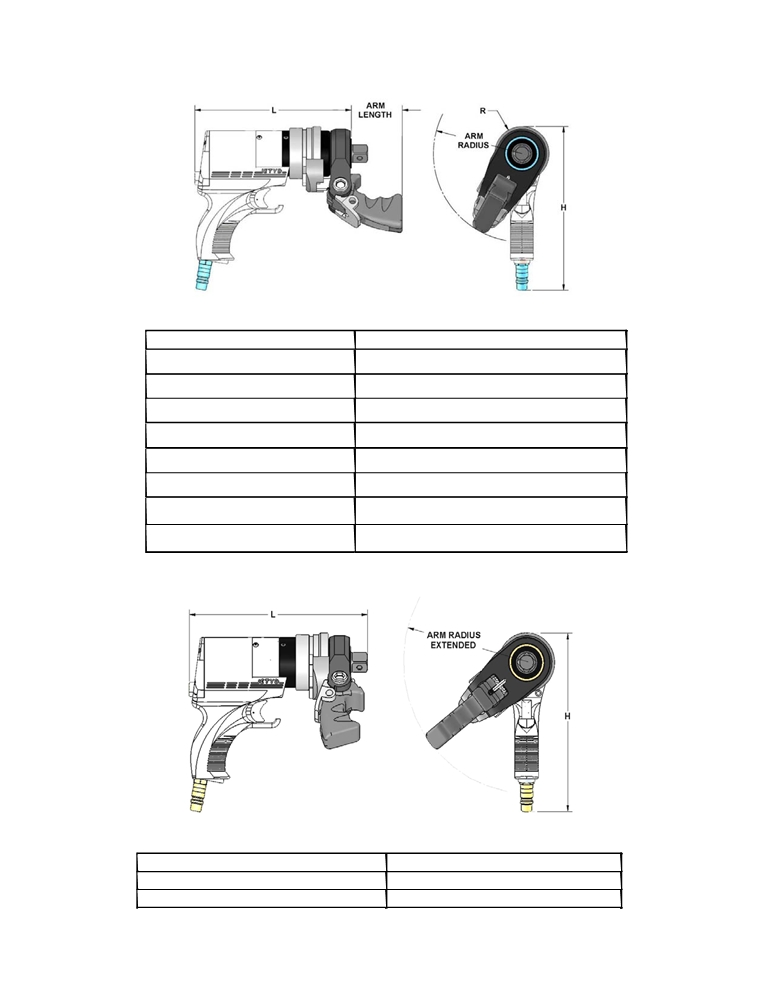 L
ARM
LENGTH
R
ARM
RADIUS
H
L
ARM RADIUS
EXTENDED
H